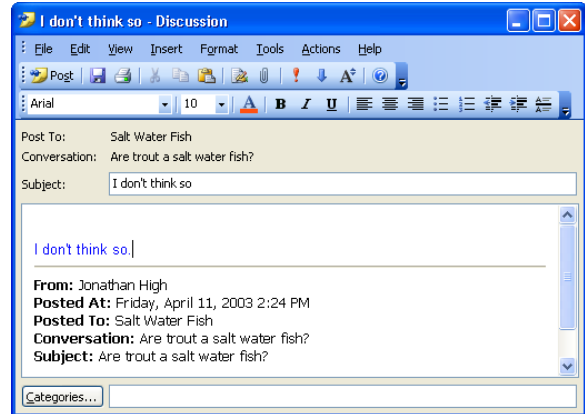 I don't think so - Discussion
File Edit View Insert Format Tools Actions Help
Post
Arial 10 A B I U
Post To: Salt Water Fish
Conversation: Are trout a salt water fish?
Subject: I don't think so
I don't think so.
From: Jonathan High
Posted At: Friday, April 11, 2003 2:24 PM
Posted To: Salt Water Fish
Conversation: Are trout a salt water fish?
Subject: Are trout a salt water fish?
Categories...